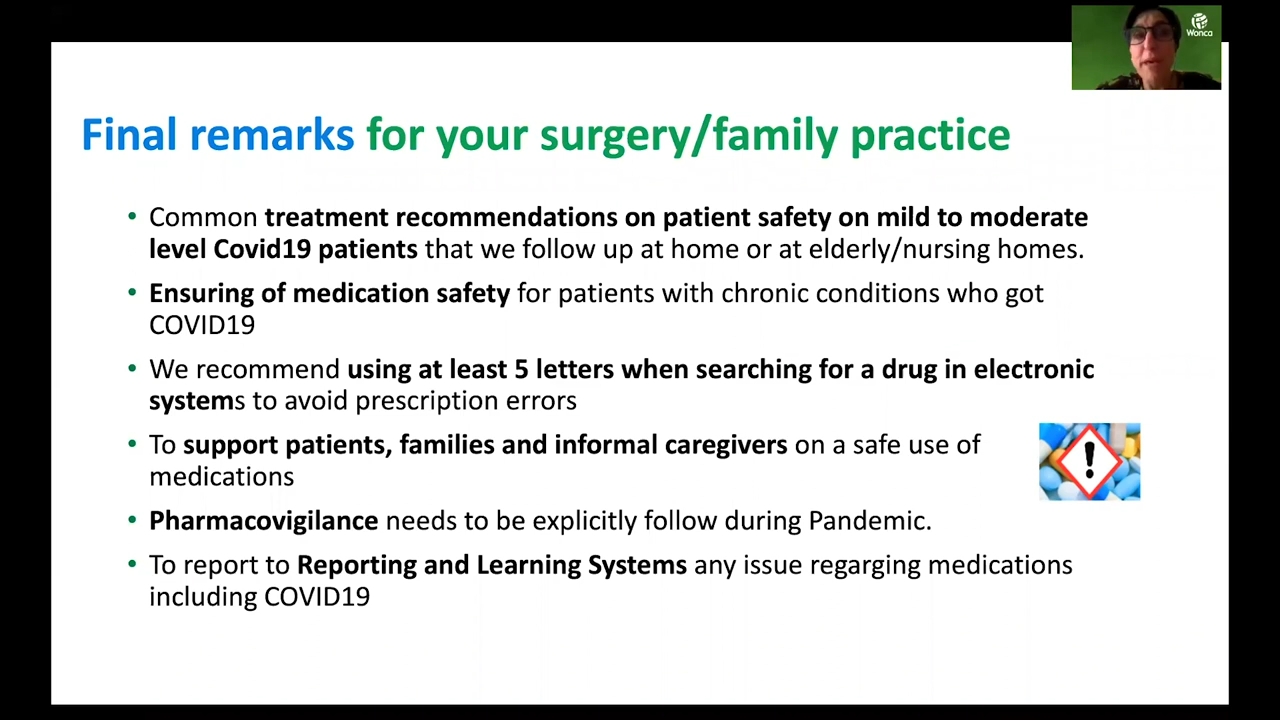 Wonca
Final remarks for your surgery/family practice
• Common treatment recommendations on patient safety on mild to moderate
level Covid19 patients that we follow up at home or at elderly/nursing homes.
• Ensuring of medication safety for patients with chronic conditions who got
COVID19
• We recommend using at least 5 letters when searching for a drug in electronic
systems to avoid prescription errors
• To support patients, families and informal caregivers on a safe use of
medications
• Pharmacovigilance needs to be explicitly follow during Pandemic.
• To report to Reporting and Learning Systems any issue regarging medications
including COVID19